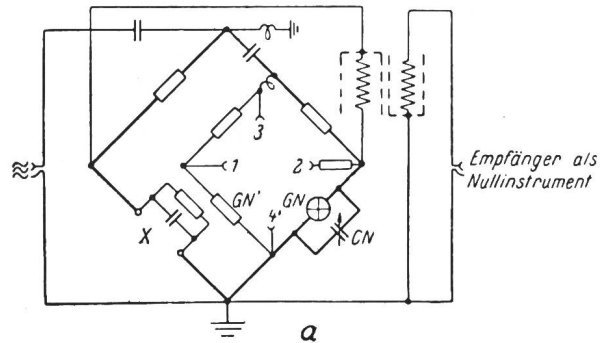 3
1
2
GN'
GN
X
4'
CN
Empfänger als
Nullinstrument
a